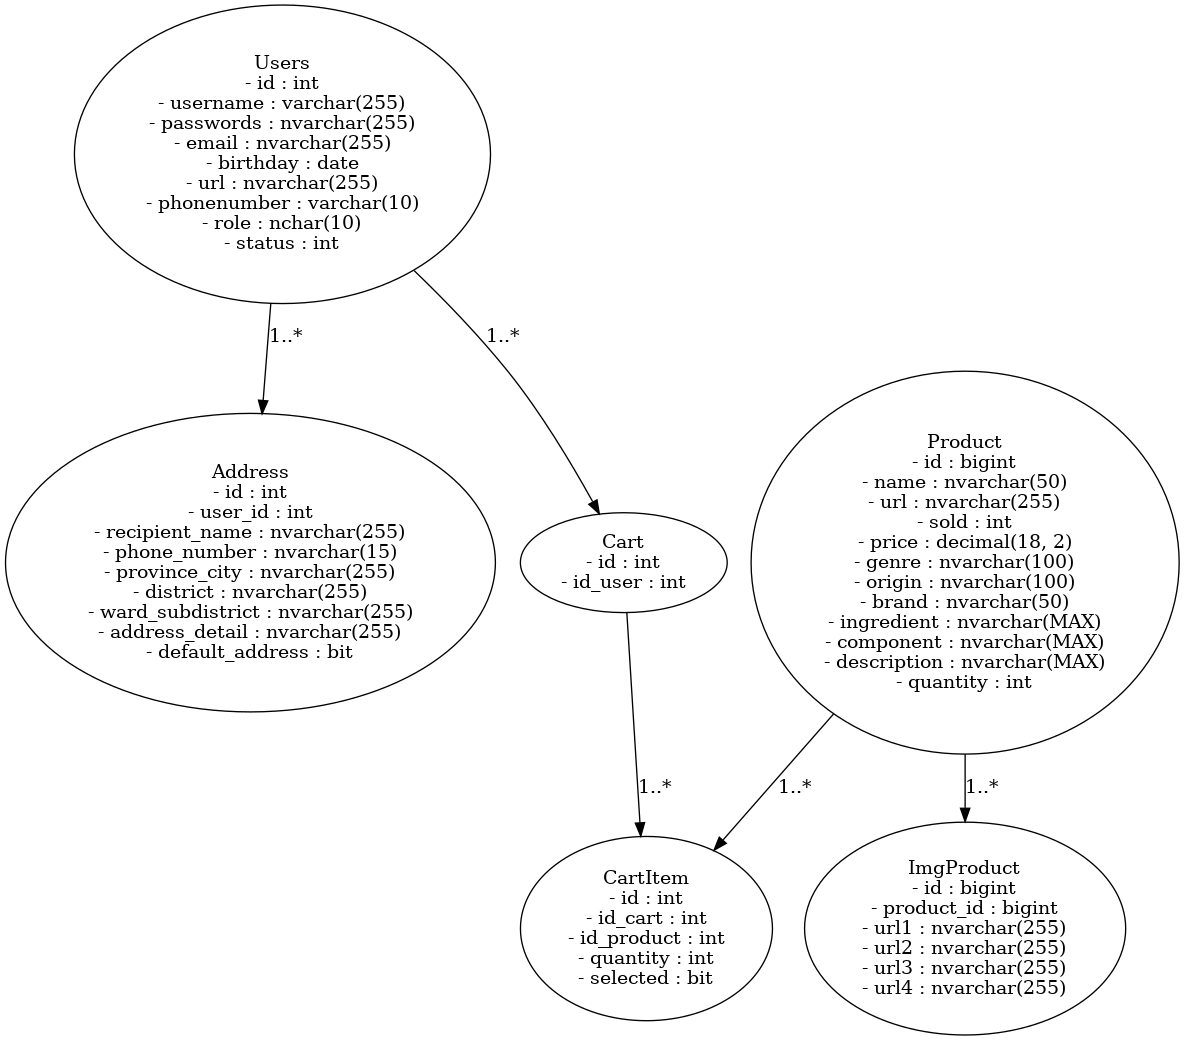 Users
- id : int
- username : varchar(255)
- passwords : nvarchar(255)
- email : nvarchar(255)
- birthday : date
- url : nvarchar(255)
- phonenumber : varchar(10)
- role : nchar(10)
- status : int
1..*
1..*
Address
- id : int
- user_id : int
- recipient_name : nvarchar(255)
- phone_number : nvarchar(15)
- province_city : nvarchar(255)
- district : nvarchar(255)
- ward_subdistrict : nvarchar(255)
- address_detail : nvarchar(255)
- default_address : bit
Cart
- id : int
- id_user : int
Product
- id : bigint
- name : nvarchar(50)
- url : nvarchar(255)
- sold : int
- price : decimal(18, 2)
- genre : nvarchar(100)
- origin : nvarchar(100)
- brand : nvarchar(50)
- ingredient : nvarchar(MAX)
- component : nvarchar(MAX)
- description : nvarchar(MAX)
- quantity : int
1..*
1..*
1..*
CartItem
- id : int
- id_cart : int
- id_product : int
- quantity : int
- selected : bit
ImgProduct
- id : bigint
- product_id : bigint
- url1 : nvarchar(255)
- url2 : nvarchar(255)
- url3 : nvarchar(255)
- url4 : nvarchar(255)